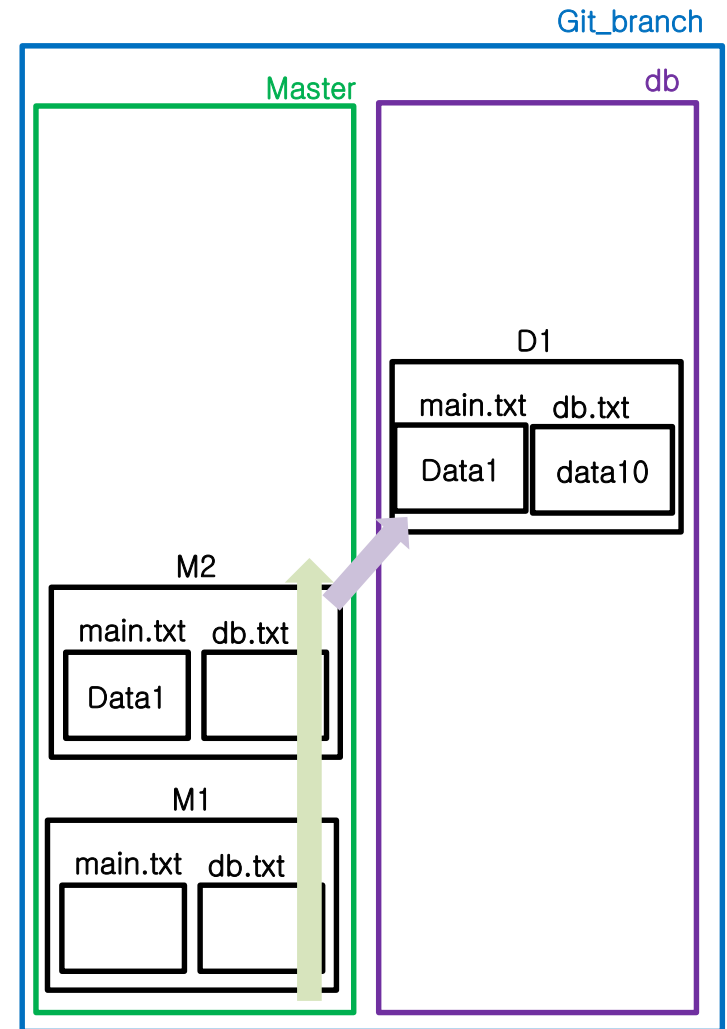 Git_branch
Master
db
D1
main.txt db.txt
Data1 data10
M2
main.txt db.txt
Data1
M1
main.txt db.txt